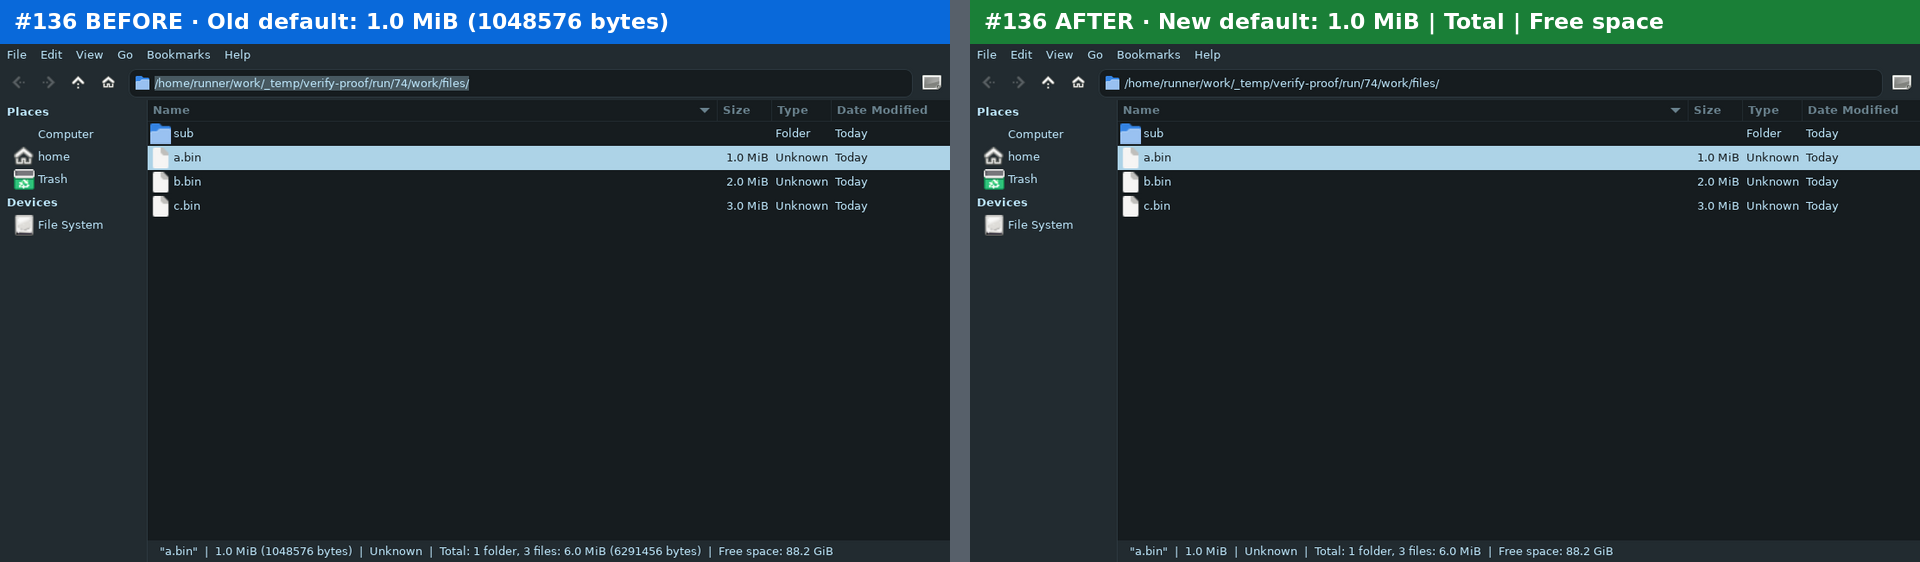 #136 BEFORE · Old default: 1.0 MiB (1048576 bytes)
File Edit View Go Bookmarks Help
/home/runner/work/_temp/verify-proof/run/74/work/files/
Places
Computer
home
Trash
Devices
File System
Name Size Type Date Modified
sub Folder Today
a.bin 1.0 MiB Unknown Today
b.bin 2.0 MiB Unknown Today
c.bin 3.0 MiB Unknown Today
"a.bin" | 1.0 MiB (1048576 bytes) | Unknown | Total: 1 folder, 3 files: 6.0 MiB (6291456 bytes) | Free space: 88.2 GiB
#136 AFTER · New default: 1.0 MiB | Total | Free space
File Edit View Go Bookmarks Help
/home/runner/work/_temp/verify-proof/run/74/work/files/
Places
Computer
home
Trash
Devices
File System
Name Size Type Date Modified
sub Folder Today
a.bin 1.0 MiB Unknown Today
b.bin 2.0 MiB Unknown Today
c.bin 3.0 MiB Unknown Today
"a.bin" | 1.0 MiB | Unknown | Total: 1 folder, 3 files: 6.0 MiB | Free space: 88.2 GiB